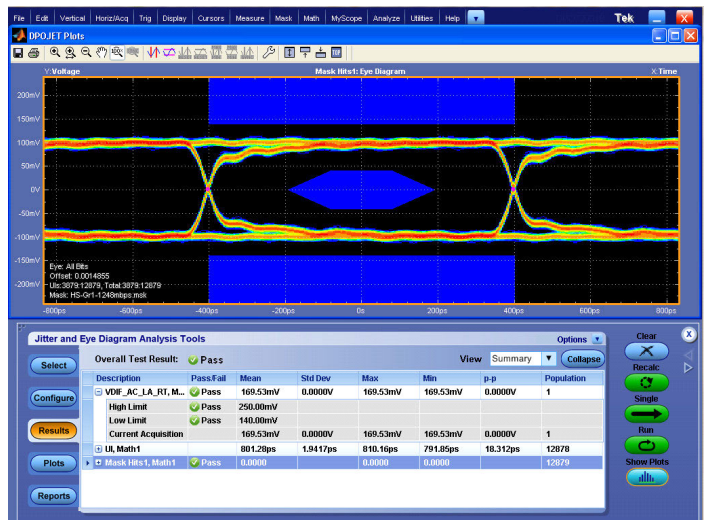 File Edit Vertical Horiz/Acq Trig Display Cursors Measure Mask Math MyScope Analyze Utilities Help Tek
DPOJET Plots
Y:Voltage Mask Hits1: Eye Diagram X:Time
200mV
150mV
100mV
50mV
0V
-50mV
-100mV
-150mV
-200mV
Eye: All Bits
Offset: 0.0014855
UIs:3879:12879, Total:3879:12879
Mask: HS-Gr1-1248mbps.msk
-800ps -600ps -400ps -200ps 0s 200ps 400ps 600ps 800ps
Jitter and Eye Diagram Analysis Tools Options Clear X
Select Overall Test Result: Pass View Summary Collapse
Recalc
Description Pass/Fail Mean Std Dev Max Min p-p Population
VDIF_AC_LA_RT, M... Pass 169.53mV 0.0000V 169.53mV 169.53mV 0.0000V 1
Configure
High Limit Pass 250.00mV
Single
Low Limit Pass 140.00mV
Results Current Acquisition 169.53mV 0.0000V 169.53mV 169.53mV 0.0000V 1
Run
UI, Math1 801.28ps 1.9417ps 810.16ps 791.85ps 18.312ps 12878
Plots Mask Hits1, Math1 Pass 0.0000 0.0000 0.0000 12879
Show Plots
Reports